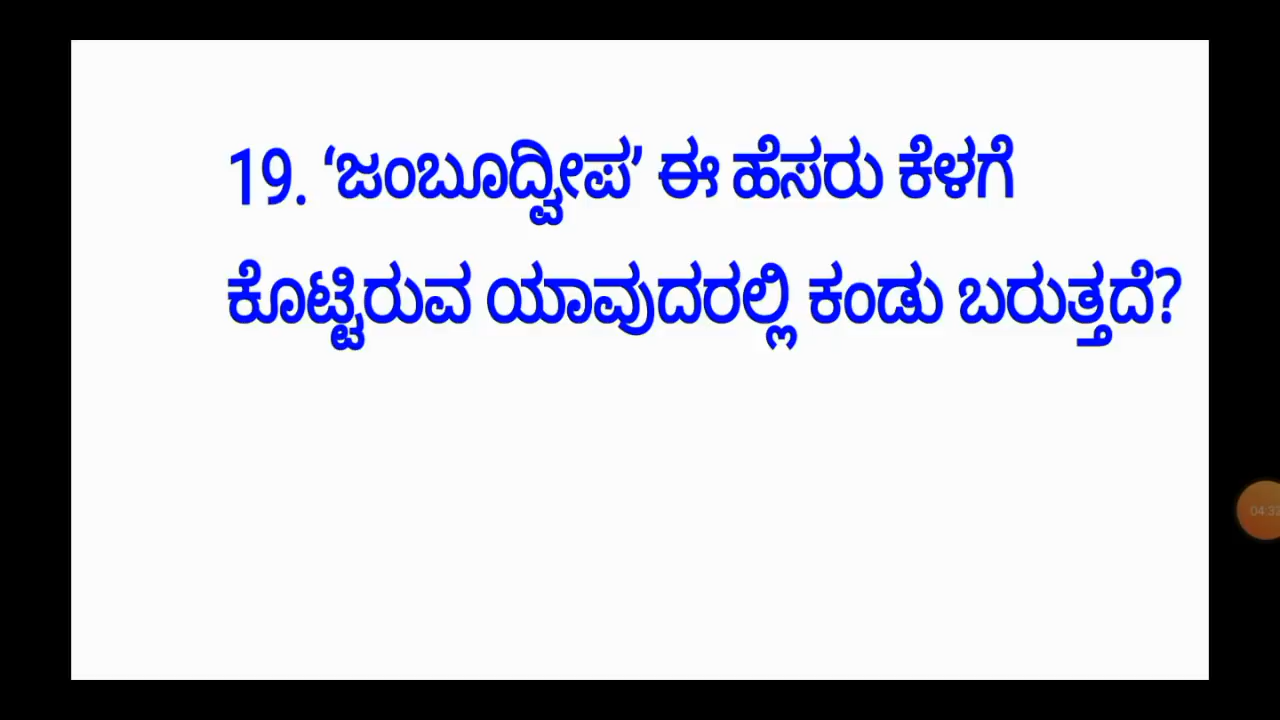 19. ‘ಜಂಬೂದ್ವೀಪ’ ಈ ಹೆಸರು ಕೆಳಗೆ
ಕೊಟ್ಟಿರುವ ಯಾವುದರಲ್ಲಿ ಕಂಡು ಬರುತ್ತದೆ?